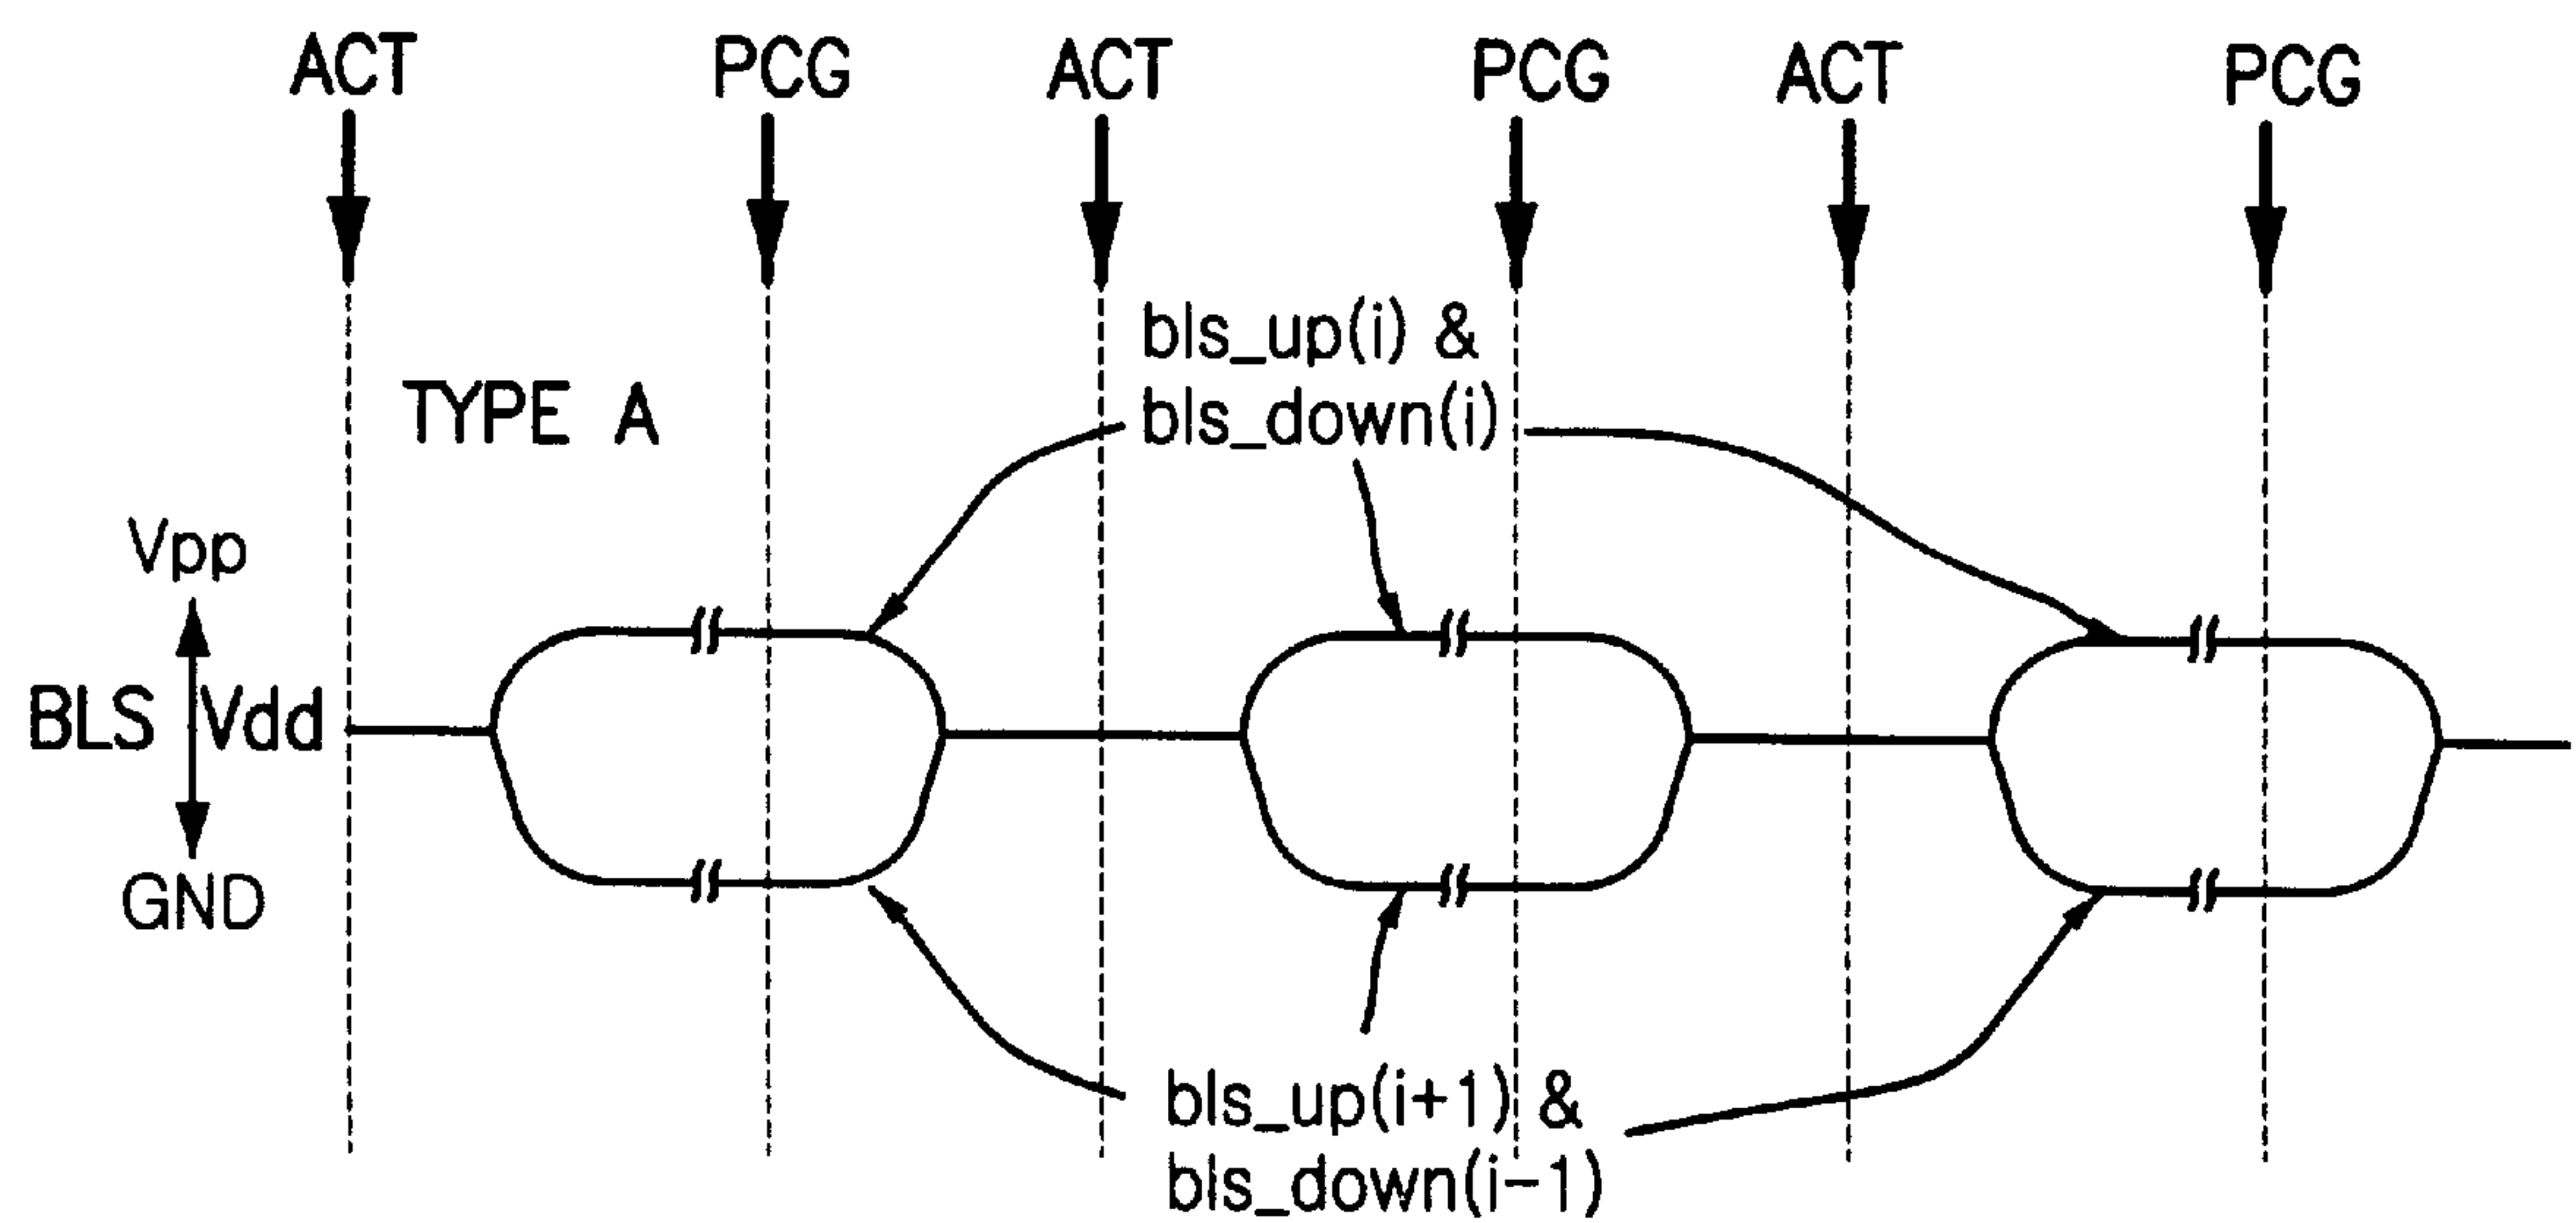 ACT PCG ACT PCG ACT PCG
bls_up(i) &
bls_down(i)
TYPE A
Vpp
BLS Vdd
GND
bls_up(i+1) &
bls_down(i-1)